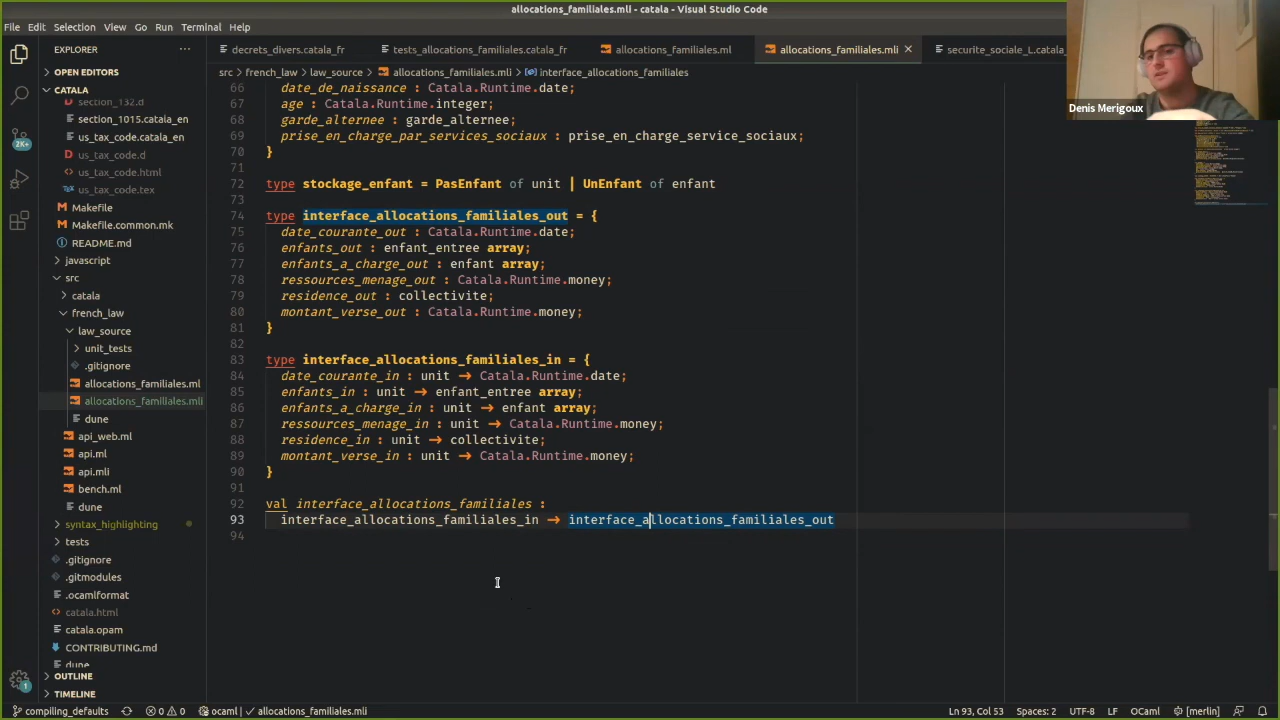 allocations_familiales.mli - catala - Visual Studio Code
File Edit Selection View Go Run Terminal Help
EXPLORER ···
OPEN EDITORS
CATALA
section_132.d
section_1015.catala_en
us_tax_code.catala_en
us_tax_code.d
us_tax_code.html
us_tax_code.tex
Makefile
Makefile.common.mk
README.md
javascript
src
catala
french_law
law_source
unit_tests
.gitignore
allocations_familiales.ml
allocations_familiales.mli
dune
api_web.ml
api.ml
api.mli
bench.ml
dune
syntax_highlighting
tests
.gitignore
.gitmodules
.ocamlformat
catala.html
catala.opam
CONTRIBUTING.md
dune
OUTLINE
TIMELINE
2K+
1
decrets_divers.catala_fr tests_allocations_familiales.catala_fr allocations_familiales.ml allocations_familiales.mli × securite_sociale_L.catala_
src > french_law > law_source > allocations_familiales.mli > interface_allocations_familiales
66 date_de_naissance : Catala.Runtime.date;
67 age : Catala.Runtime.integer;
68 garde_alternee : garde_alternee;
69 prise_en_charge_par_services_sociaux : prise_en_charge_service_sociaux;
70 }
71
72 type stockage_enfant = PasEnfant of unit | UnEnfant of enfant
73
74 type interface_allocations_familiales_out = {
75 date_courante_out : Catala.Runtime.date;
76 enfants_out : enfant_entree array;
77 enfants_a_charge_out : enfant array;
78 ressources_menage_out : Catala.Runtime.money;
79 residence_out : collectivite;
80 montant_verse_out : Catala.Runtime.money;
81 }
82
83 type interface_allocations_familiales_in = {
84 date_courante_in : unit → Catala.Runtime.date;
85 enfants_in : unit → enfant_entree array;
86 enfants_a_charge_in : unit → enfant array;
87 ressources_menage_in : unit → Catala.Runtime.money;
88 residence_in : unit → collectivite;
89 montant_verse_in : unit → Catala.Runtime.money;
90 }
91
92 val interface_allocations_familiales :
93 interface_allocations_familiales_in → interface_allocations_familiales_out
94
Denis Merigoux
compiling_defaults 0 0 ocaml | ✓ allocations_familiales.mli Ln 93, Col 53 Spaces: 2 UTF-8 LF OCaml [merlin]